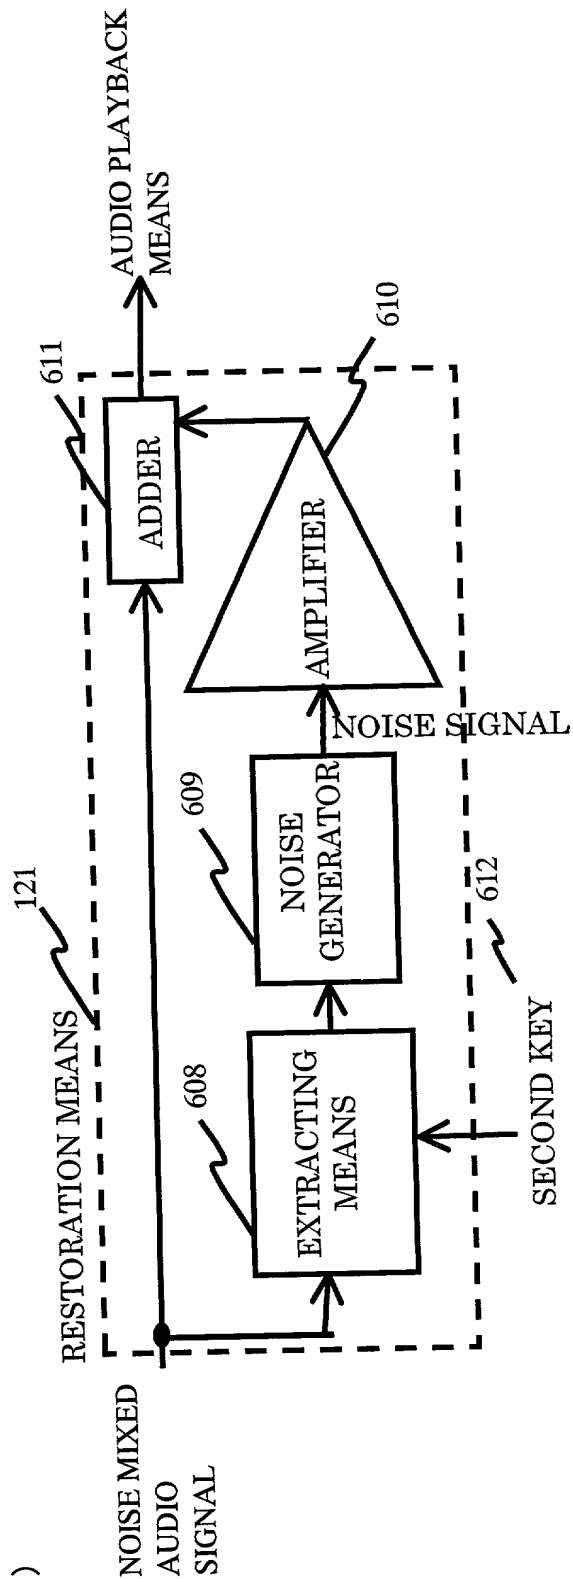 )
NOISE MIXED
AUDIO
SIGNAL
RESTORATION MEANS
121
608
EXTRACTING
MEANS
SECOND KEY
612
609
NOISE
GENERATOR
NOISE SIGNAL
AMPLIFIER
610
611
ADDER
AUDIO PLAYBACK
MEANS